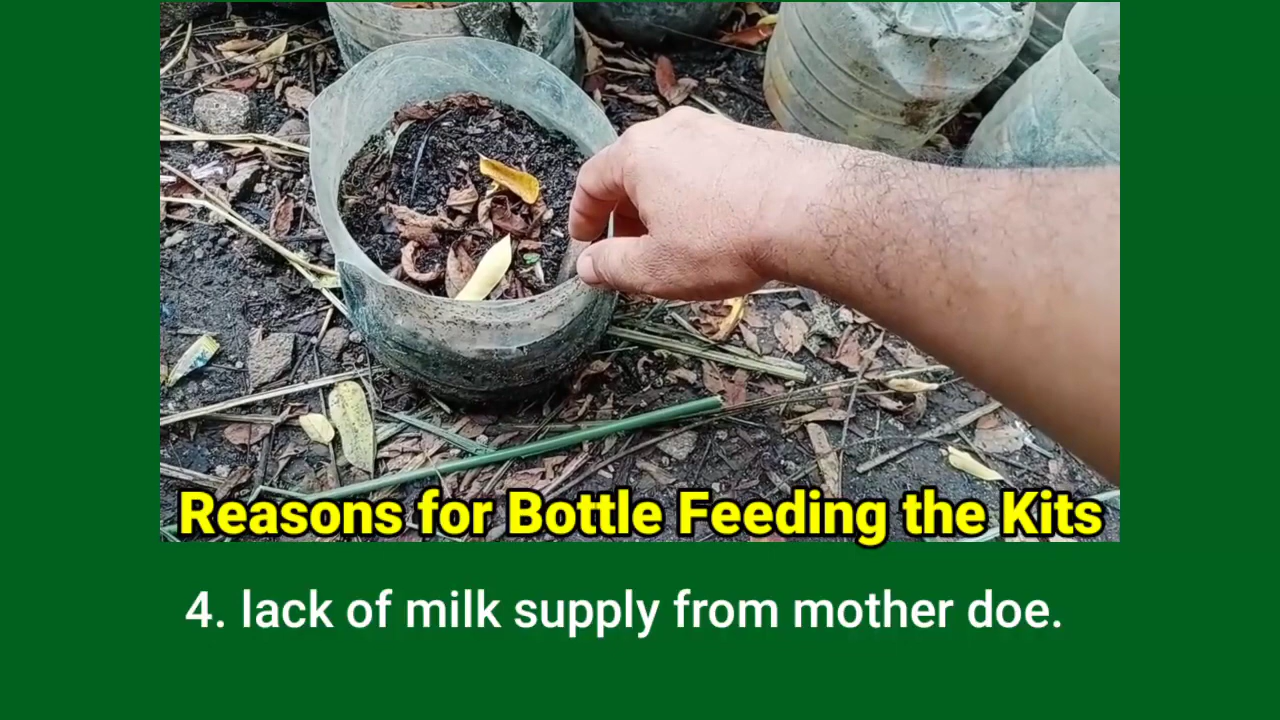 Reasons for Bottle Feeding the Kits
4. lack of milk supply from mother doe.